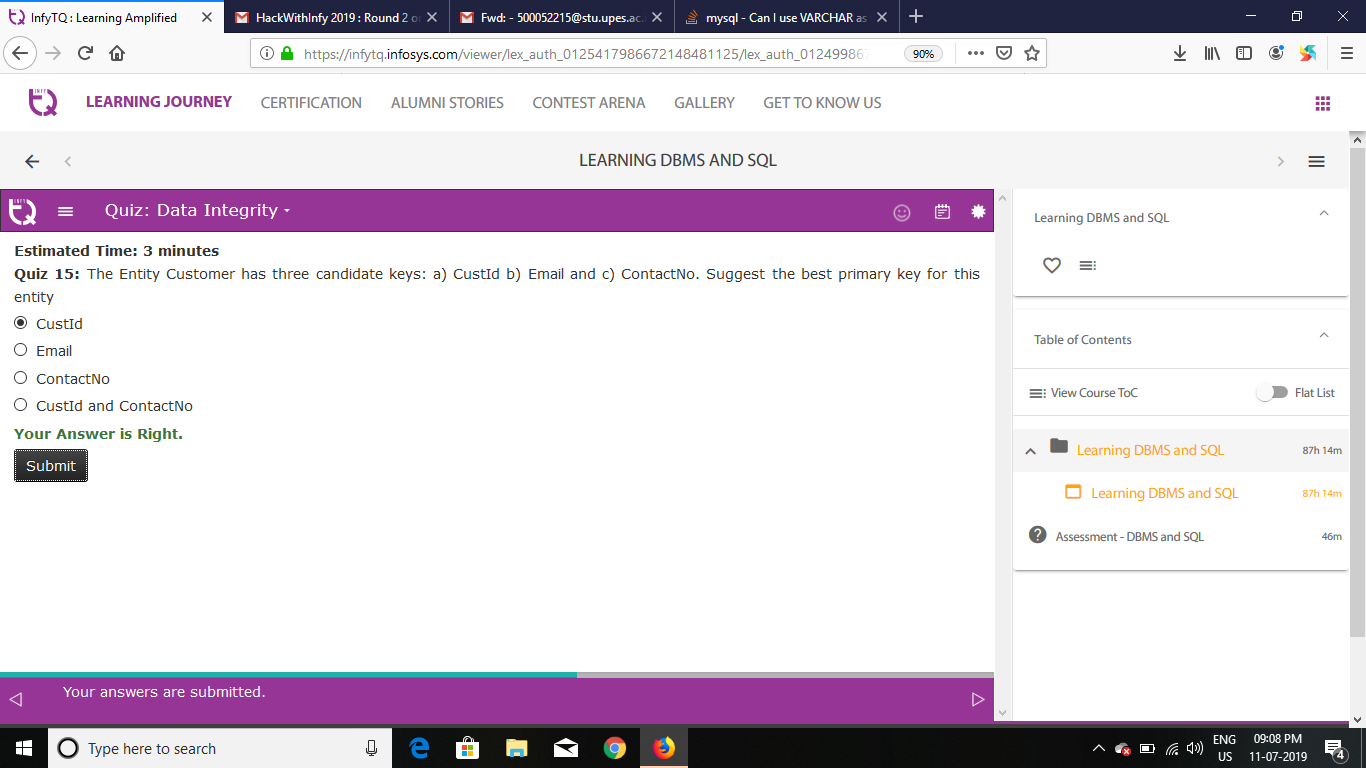 InfyTQ : Learning Amplified
HackWithInfy 2019 : Round 2 o
Fwd: - 500052215@stu.upes.ac.
mysql - Can I use VARCHAR as
https://infytq.infosys.com/viewer/lex_auth_0125417986672148481125/lex_auth_01249986
90%
INFY
TQ
LEARNING JOURNEY
CERTIFICATION
ALUMNI STORIES
CONTEST ARENA
GALLERY
GET TO KNOW US
LEARNING DBMS AND SQL
Quiz: Data Integrity
Estimated Time: 3 minutes
Quiz 15: The Entity Customer has three candidate keys: a) CustId b) Email and c) ContactNo. Suggest the best primary key for this
entity
CustId
Email
ContactNo
CustId and ContactNo
Your Answer is Right.
Submit
Your answers are submitted.
Learning DBMS and SQL
Table of Contents
View Course ToC
Flat List
Learning DBMS and SQL
87h 14m
Learning DBMS and SQL
87h 14m
Assessment - DBMS and SQL
46m
Type here to search
ENG
US
09:08 PM
11-07-2019
4